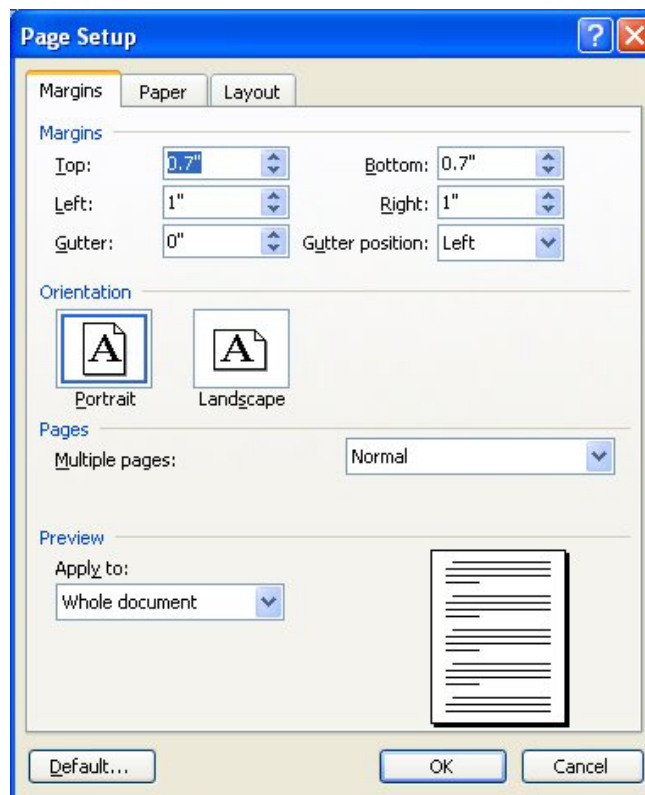 Page Setup
Margins Paper Layout
Margins
Top: 0.7" Bottom: 0.7"
Left: 1" Right: 1"
Gutter: 0" Gutter position: Left
Orientation
A A
Portrait Landscape
Pages
Multiple pages: Normal
Preview
Apply to:
Whole document
Default... OK Cancel